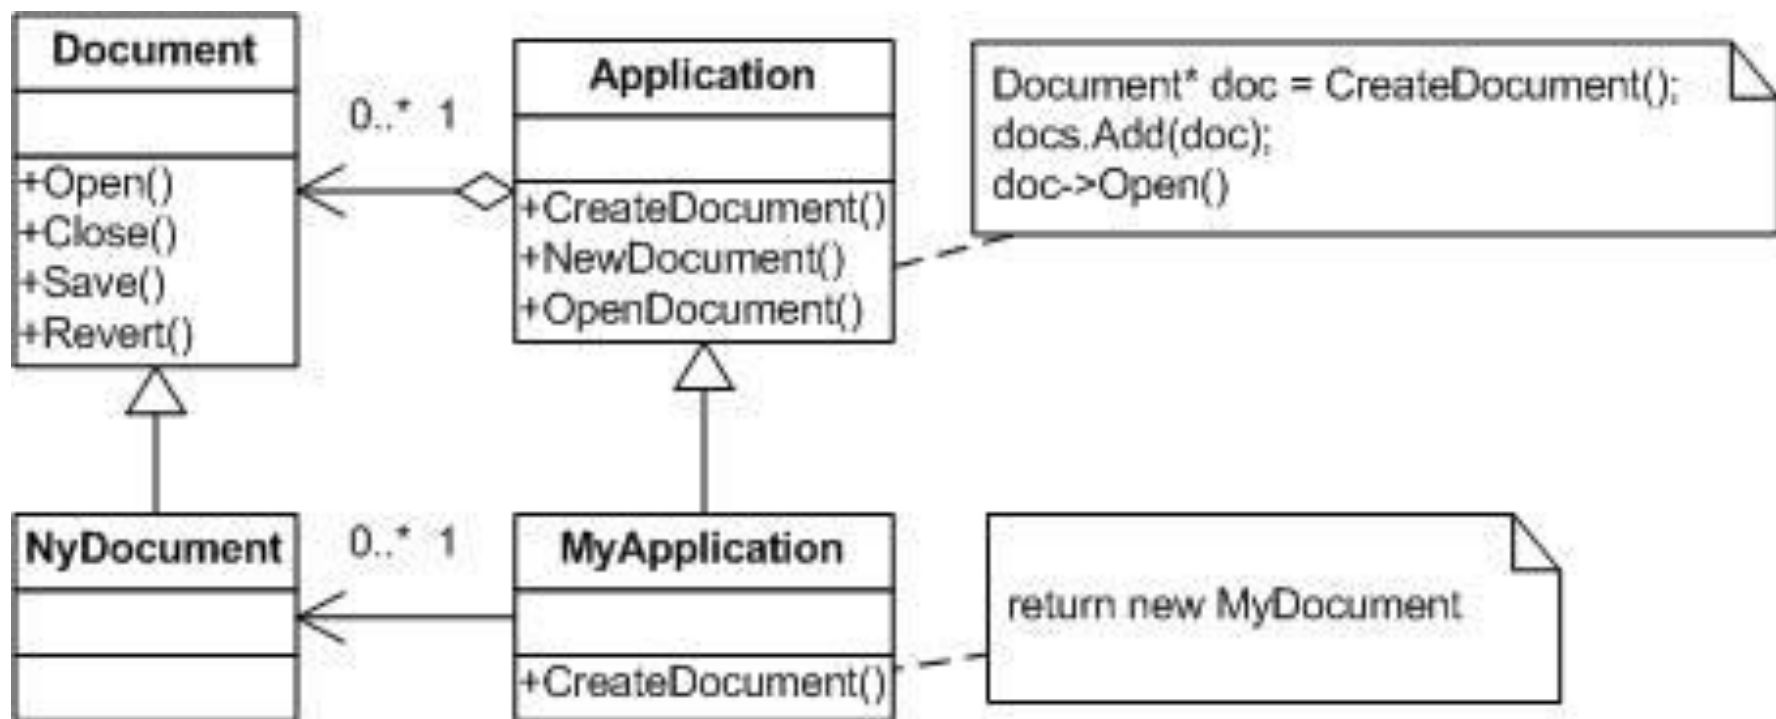 Document
+Open()
+Close()
+Save()
+Revert()
0..* 1
Application
+CreateDocument()
+NewDocument()
+OpenDocument()
Document* doc = CreateDocument();
docs.Add(doc);
doc->Open()
NyDocument
0..* 1
MyApplication
+CreateDocument()
return new MyDocument